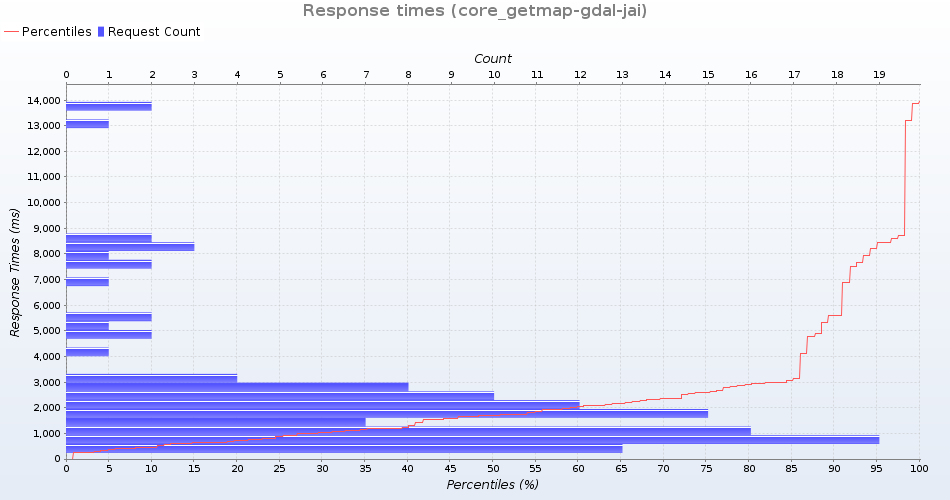 Response times (core_getmap-gdal-jai)
Percentiles Request Count
Count
0 1 2 3 4 5 6 7 8 9 10 11 12 13 14 15 16 17 18 19
14,000
13,000
12,000
11,000
10,000
9,000
8,000
7,000
6,000
5,000
4,000
3,000
2,000
1,000
0
Response Times (ms)
0 5 10 15 20 25 30 35 40 45 50 55 60 65 70 75 80 85 90 95 100
Percentiles (%)